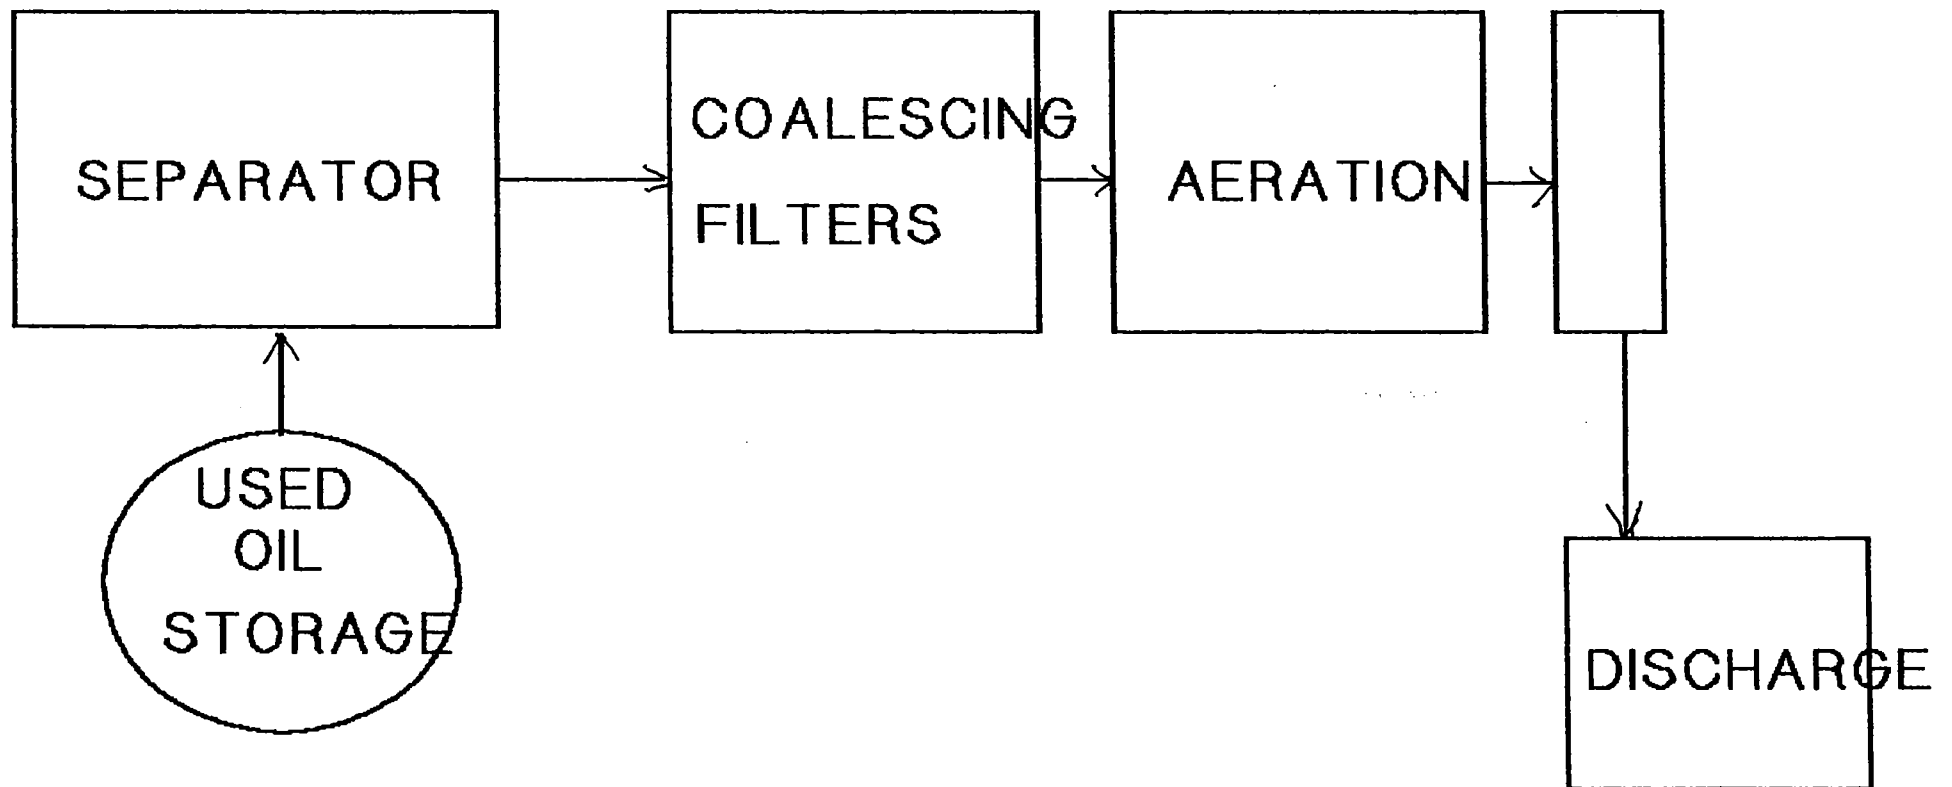 SEPARATOR
COALESCING
FILTERS
AERATION
USED
OIL
STORAGE
DISCHARGE